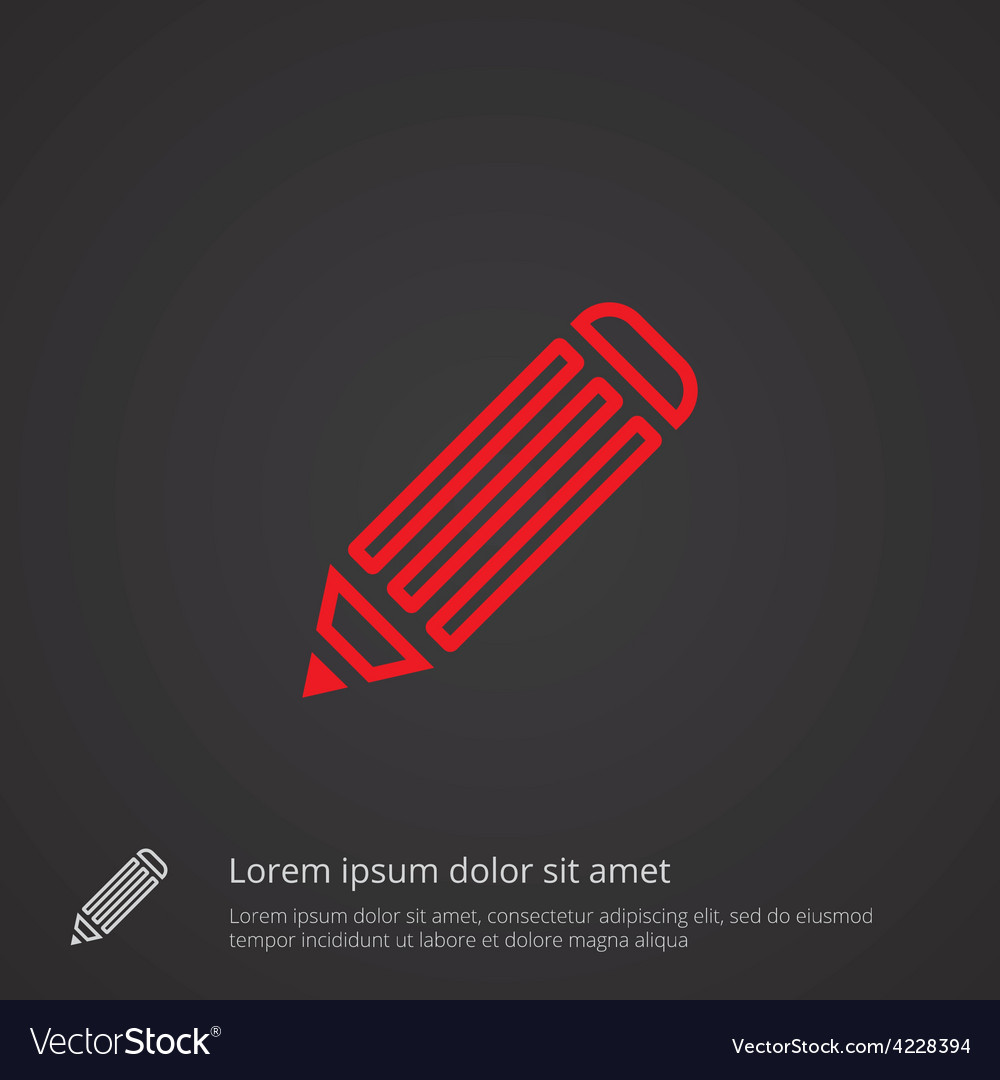 Lorem ipsum dolor sit amet
Lorem ipsum dolor sit amet, consectetur adipiscing elit, sed do eiusmod
tempor incididunt ut labore et dolore magna aliqua
VectorStock®
VectorStock.com/4228394